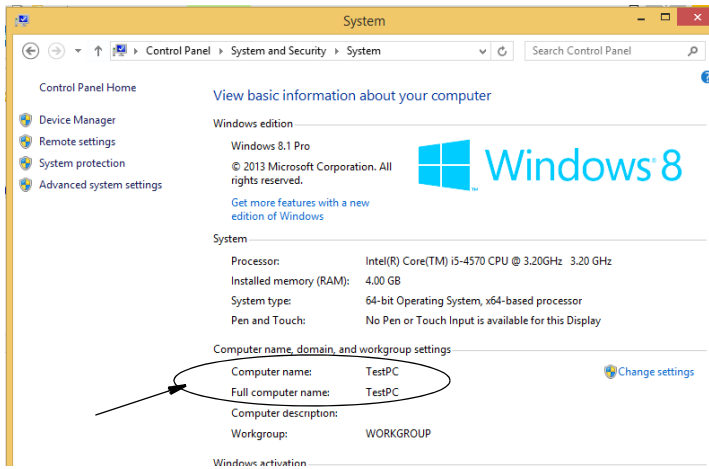 System
Control Panel › System and Security › System
Search Control Panel
Control Panel Home
Device Manager
Remote settings
System protection
Advanced system settings
View basic information about your computer
Windows edition
Windows 8.1 Pro
© 2013 Microsoft Corporation. All
rights reserved.
Get more features with a new
edition of Windows
Windows 8
System
Processor: Intel(R) Core(TM) i5-4570 CPU @ 3.20GHz 3.20 GHz
Installed memory (RAM): 4.00 GB
System type: 64-bit Operating System, x64-based processor
Pen and Touch: No Pen or Touch Input is available for this Display
Computer name, domain, and workgroup settings
Computer name: TestPC
Change settings
Full computer name: TestPC
Computer description:
Workgroup: WORKGROUP
Windows activation